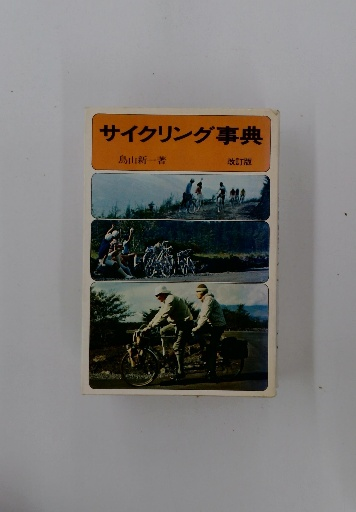 サイクリング事典
鳥山新一著
改訂版